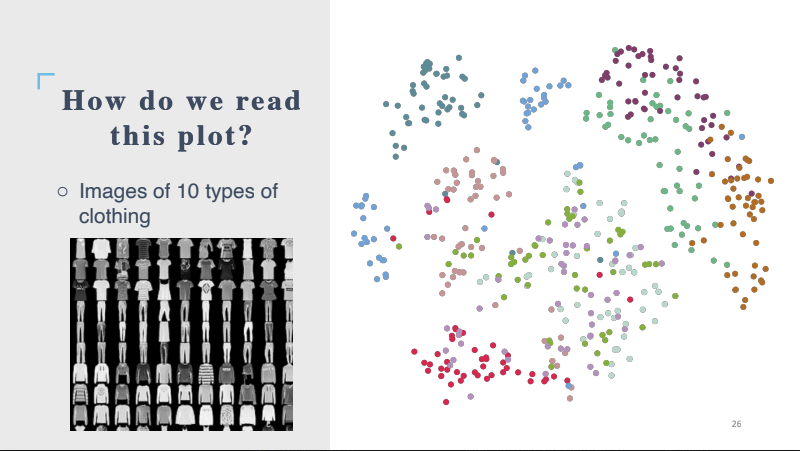 How do we read
this plot?
○ Images of 10 types of
clothing
26